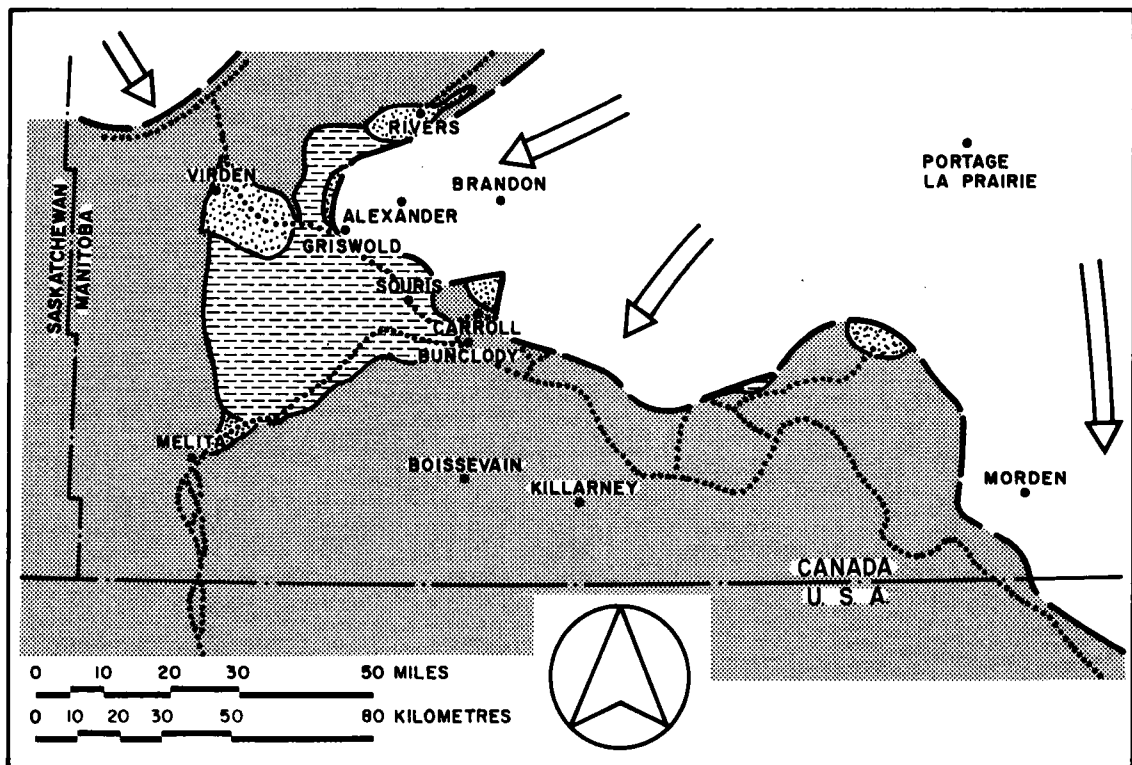 RIVERS
PORTAGE
LA PRAIRIE
VIRDEN
BRANDON
ALEXANDER
GRISWOLD
SASKATCHEWAN
MANITOBA
SOURIS
CARROLL
BUNCLODY
MELITA
BOISSEVAIN
KILLARNEY
MORDEN
CANADA
U. S. A.
0 10 20 30 50 MILES
0 10 20 30 50 80 KILOMETRES